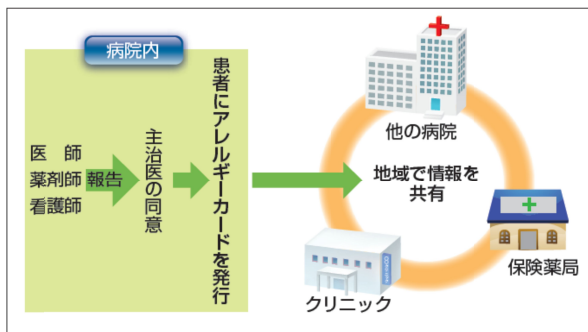 病院内
医　師
薬剤師
看護師
報告
主治医の同意
患者にアレルギーカードを発行
他の病院
地域で情報を
共有
保険薬局
クリニック